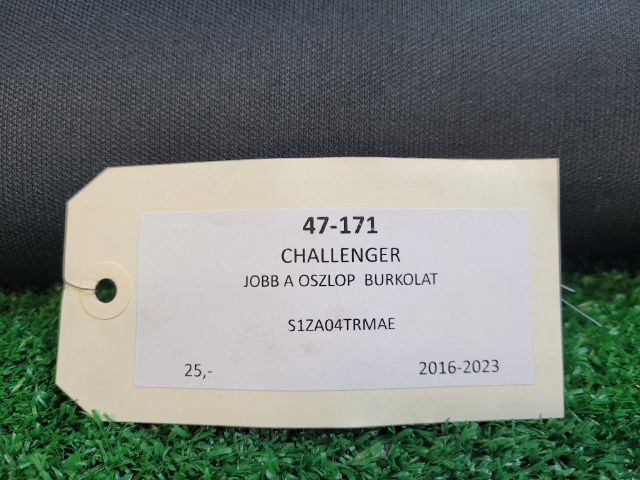 47-171
CHALLENGER
JOBB A OSZLOP BURKOLAT
S1ZA04TRMAE
25,- 2016-2023